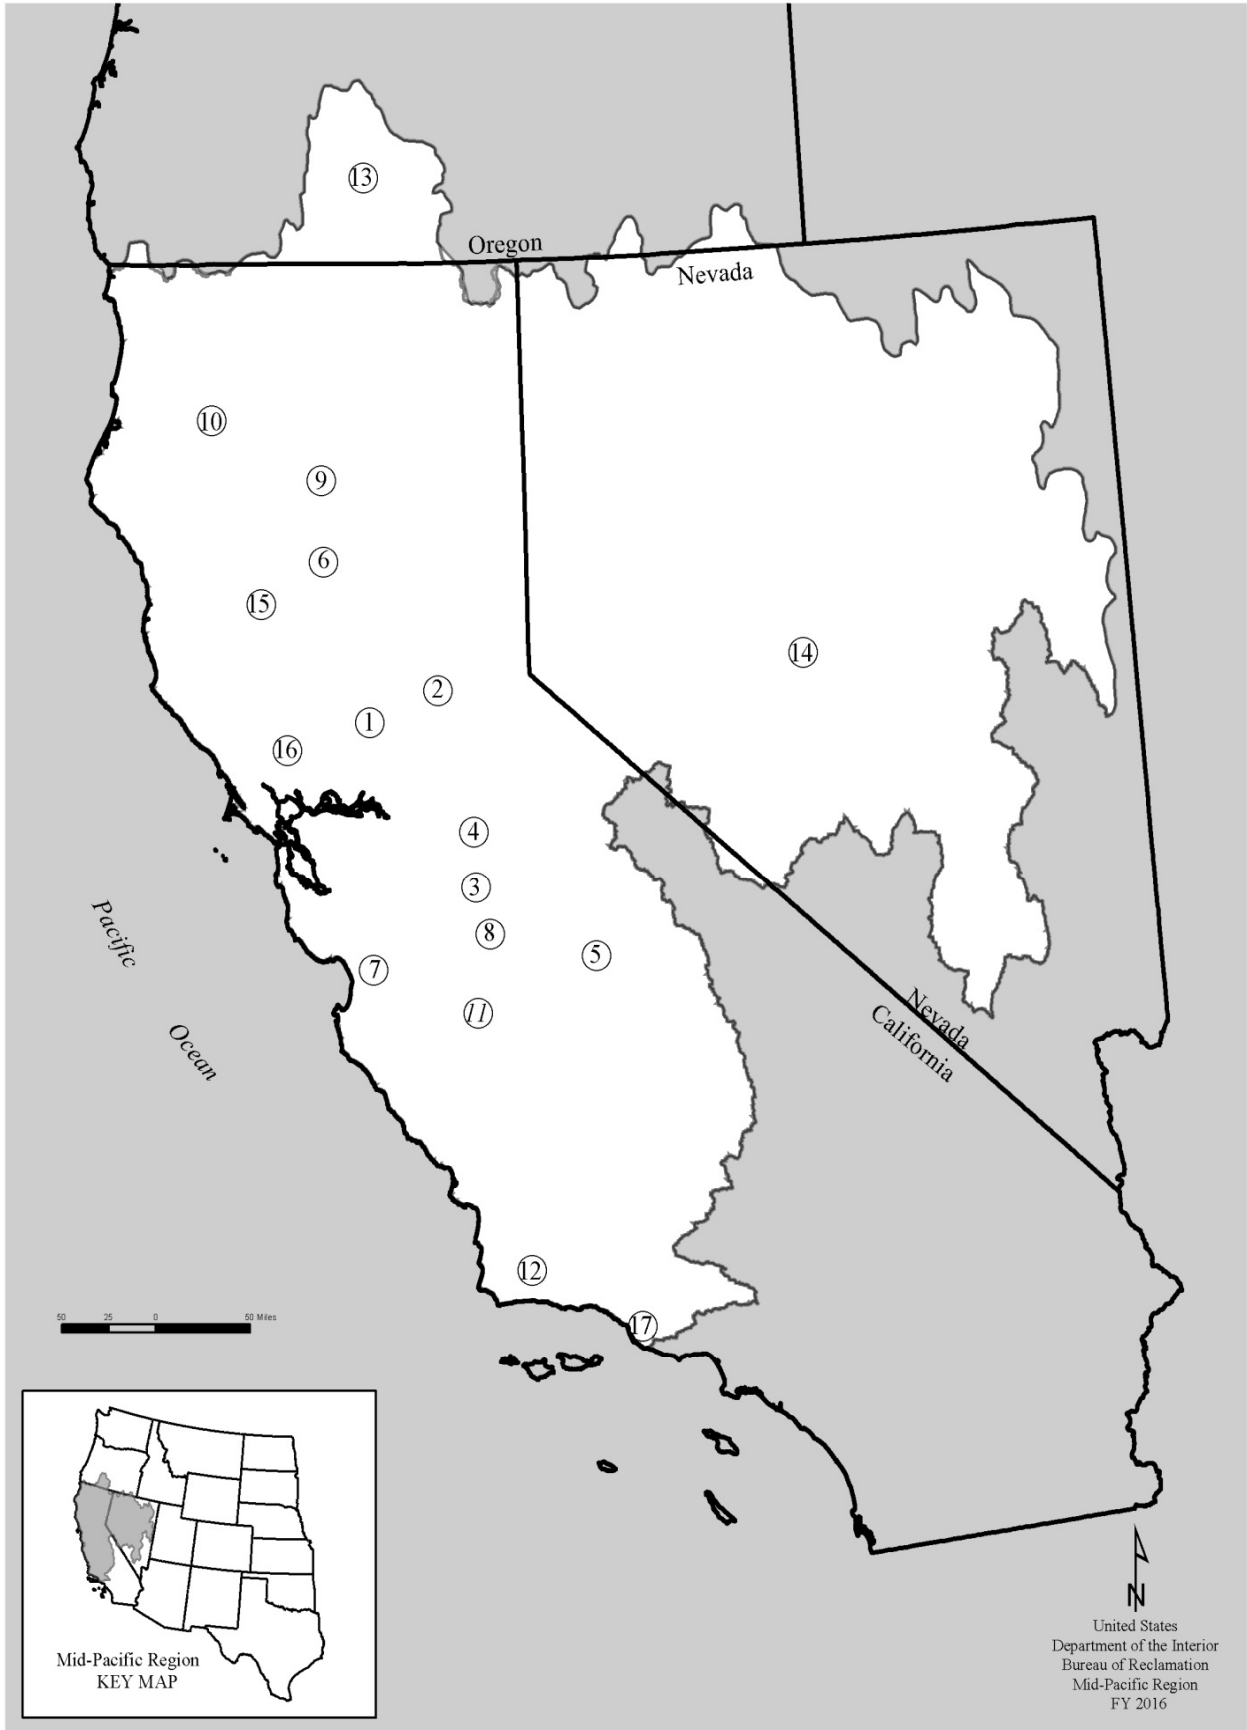 13
Oregon
Nevada
10
9
6
15
14
2
1
16
4
3
8
5
7
11
Pacific
Ocean
Nevada
California
12
17
50 25 0 50 Miles
Mid-Pacific Region
KEY MAP
N
United States
Department of the Interior
Bureau of Reclamation
Mid-Pacific Region
FY 2016